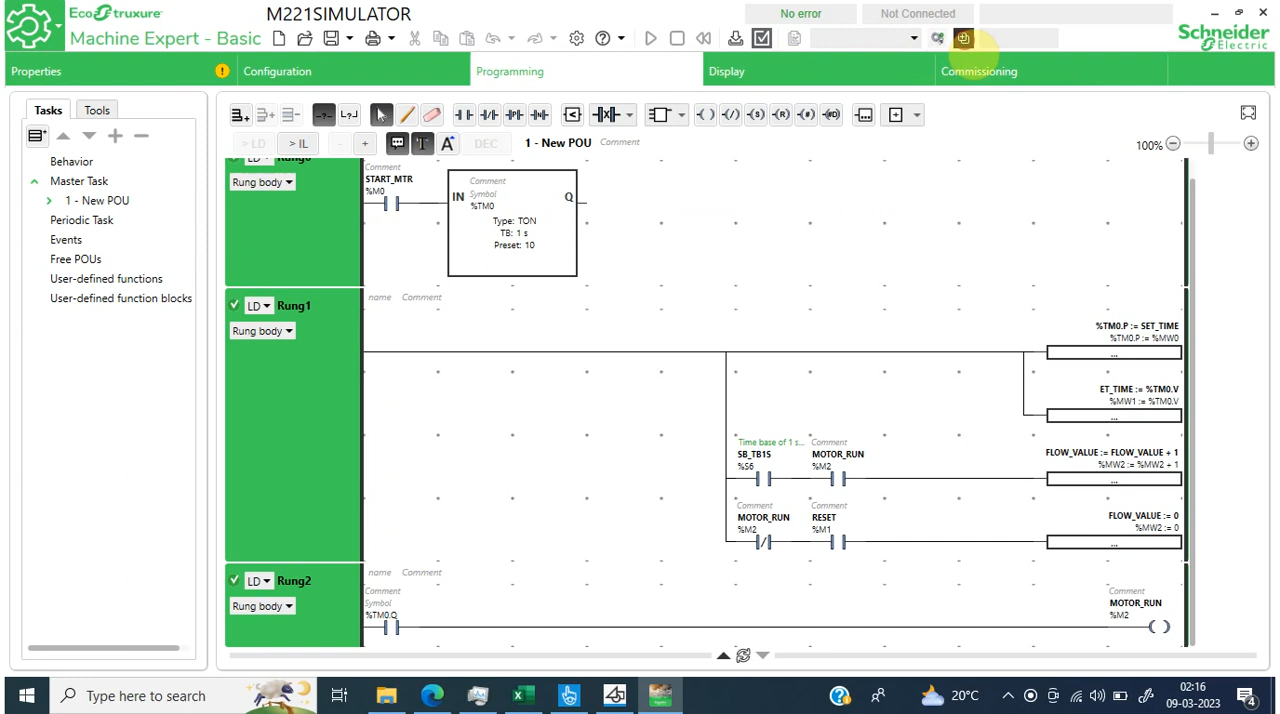 EcoStruxure
Machine Expert - Basic
M221SIMULATOR
No error
Not Connected
Schneider
Electric
Properties
Configuration
Programming
Display
Commissioning
Tasks
Tools
Behavior
Master Task
1 - New POU
Periodic Task
Events
Free POUs
User-defined functions
User-defined function blocks
> LD
> IL
-
+
T
A
DEC
1 - New POU
Comment
100%
LD
Rung0
Rung body
Comment
START_MTR
%M0
Comment
Symbol
IN
%TM0
Q
Type: TON
TB: 1 s
Preset: 10
LD
Rung1
Rung body
name
Comment
%TM0.P := SET_TIME
%TM0.P := %MW0
...
ET_TIME := %TM0.V
%MW1 := %TM0.V
...
Time base of 1 s...
Comment
SB_TB1S
MOTOR_RUN
%S6
%M2
FLOW_VALUE := FLOW_VALUE + 1
%MW2 := %MW2 + 1
...
Comment
Comment
MOTOR_RUN
RESET
%M2
%M1
FLOW_VALUE := 0
%MW2 := 0
...
LD
Rung2
Rung body
name
Comment
Comment
Symbol
%TM0.Q
Comment
MOTOR_RUN
%M2
Type here to search
20°C
02:16
09-03-2023
4